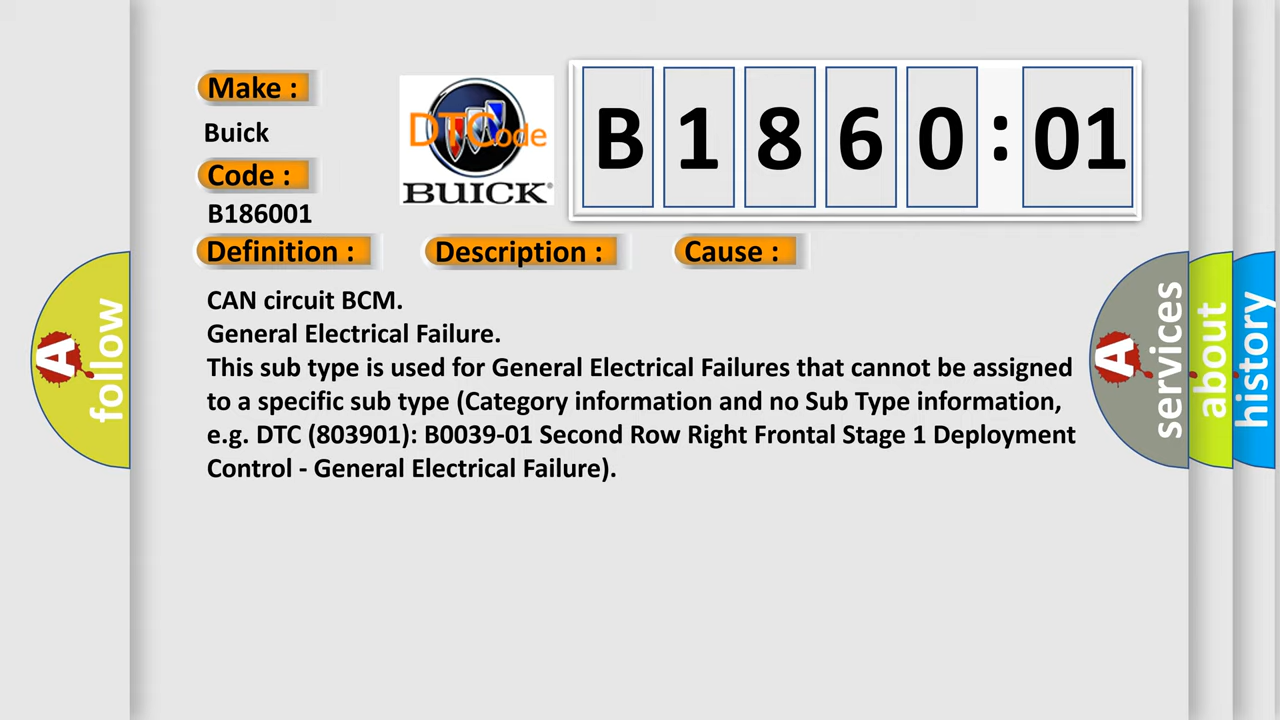 Make :
Buick
Code :
B186001
DTCode
BUICK®
B 1 8 6 0 : 01
Definition :
Description :
Cause :
CAN circuit BCM.
General Electrical Failure.
This sub type is used for General Electrical Failures that cannot be assigned
to a specific sub type (Category information and no Sub Type information,
e.g. DTC (803901): B0039-01 Second Row Right Frontal Stage 1 Deployment
Control - General Electrical Failure).
A
follow
A
services
about
history